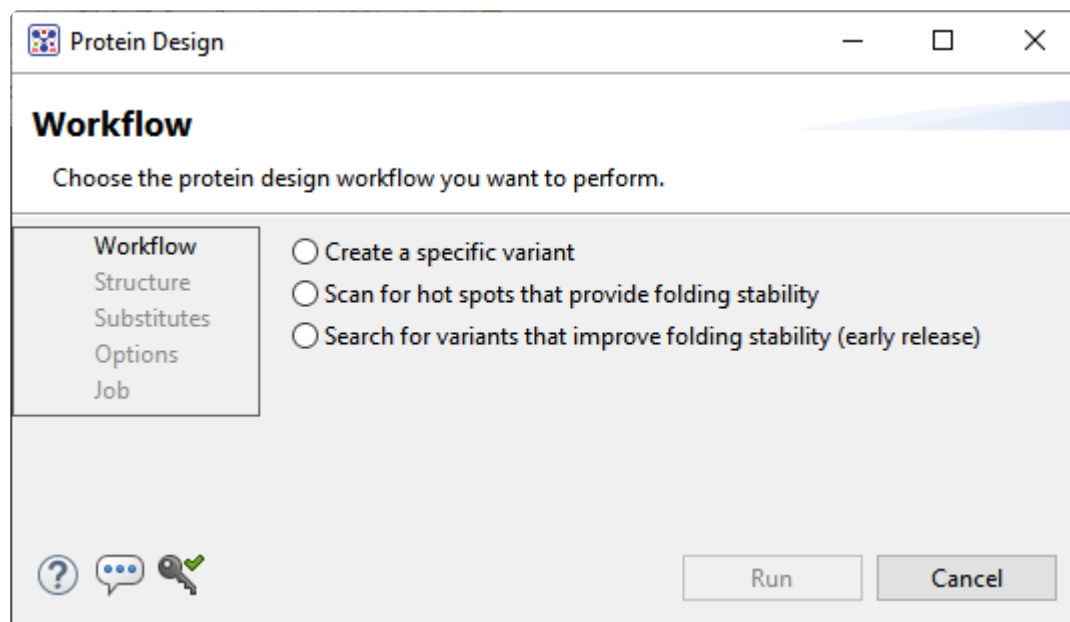 Protein Design
Workflow
Choose the protein design workflow you want to perform.
Workflow
Structure
Substitutes
Options
Job
Create a specific variant
Scan for hot spots that provide folding stability
Search for variants that improve folding stability (early release)
?
Run
Cancel